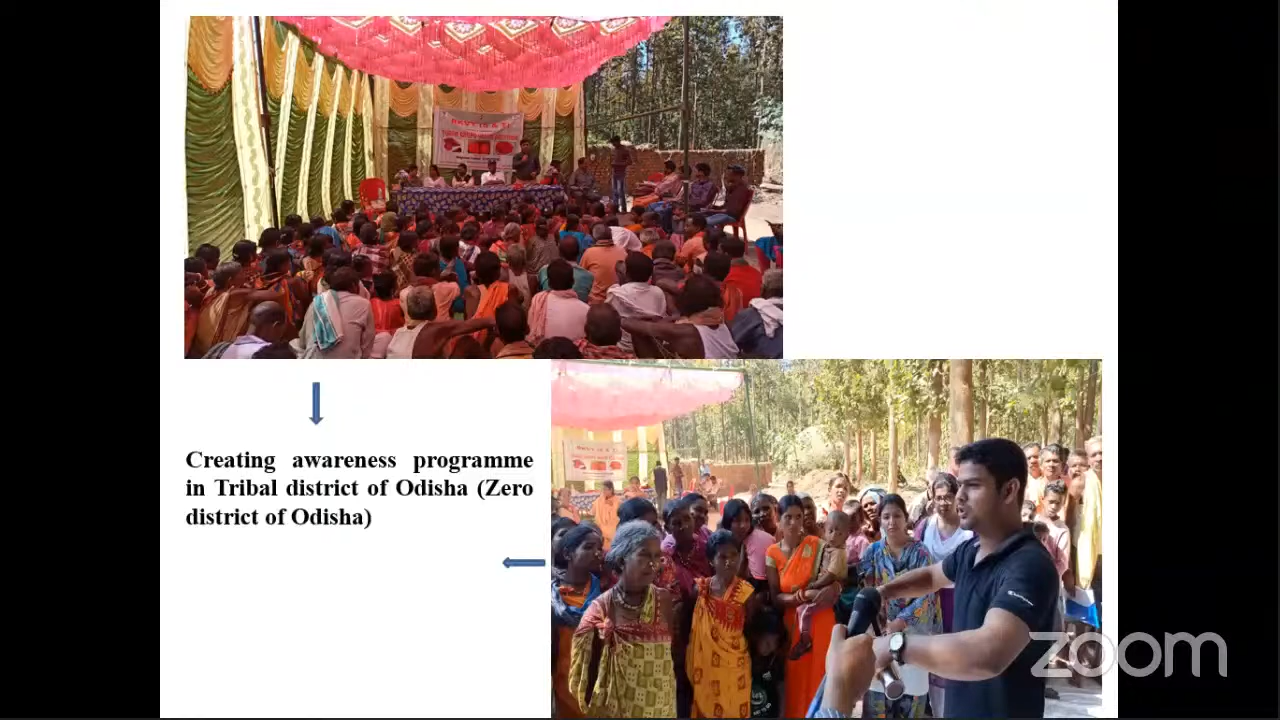 Creating awareness programme
in Tribal district of Odisha (Zero
district of Odisha)
zoom